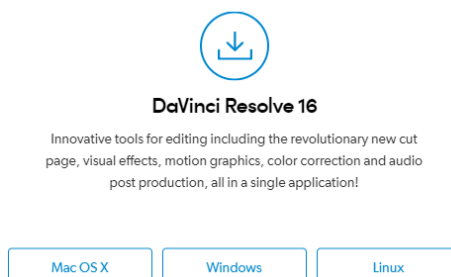 DaVinci Resolve 16
Innovative tools for editing including the revolutionary new cut
page, visual effects, motion graphics, color correction and audio
post production, all in a single application!
Mac OS X
Windows
Linux